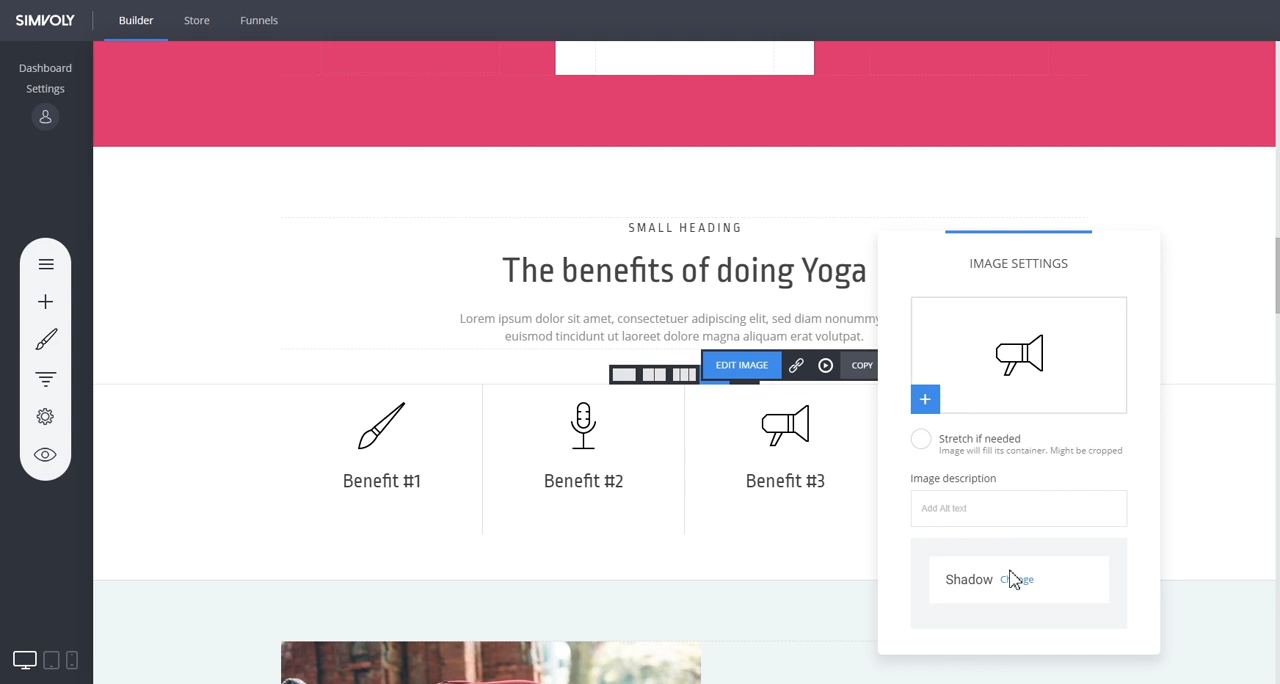 SIMVOLY
Builder
Store
Funnels
Dashboard
Settings
SMALL HEADING
The benefits of doing Yoga
Lorem ipsum dolor sit amet, consectetuer adipiscing elit, sed diam nonummy
euismod tincidunt ut laoreet dolore magna aliquam erat volutpat.
EDIT IMAGE
COPY
Benefit #1
Benefit #2
Benefit #3
IMAGE SETTINGS
Stretch if needed
Image will fill its container. Might be cropped
Image description
Add Alt text
Shadow Change